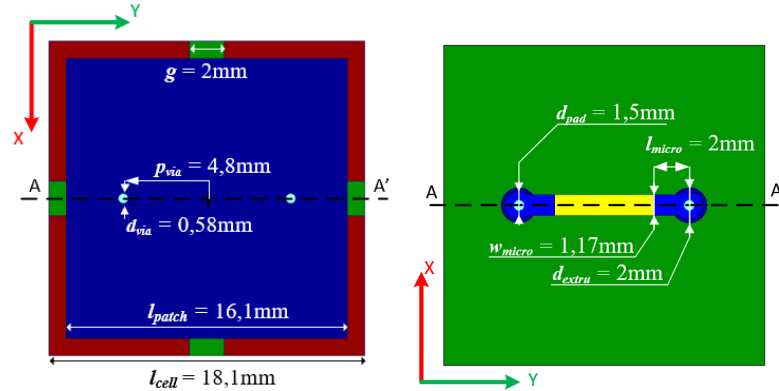 Y
X
g = 2mm
p_via = 4,8mm
A
A'
d_via = 0,58mm
l_patch = 16,1mm
l_cell = 18,1mm
d_pad = 1,5mm
l_micro = 2mm
A
A
w_micro = 1,17mm
d_extru = 2mm
X
Y